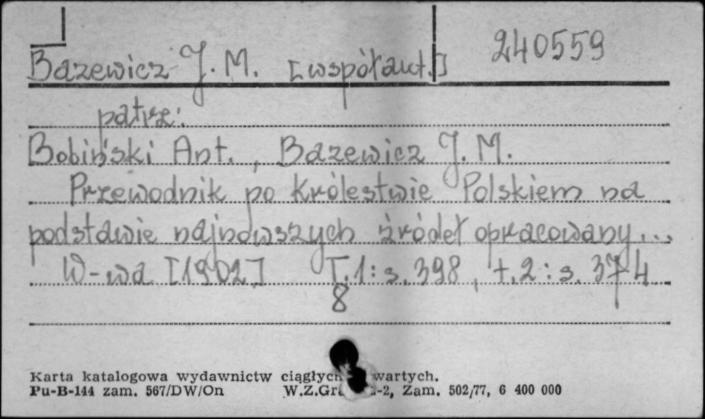 Bazewicz J. M. [współaut.] 240559
patrz:
Bobiński Ant., Bazewicz J. M.
Przewodnik po Królestwie Polskiem na
podstawie najnowszych źródeł opracowany...
W-wa [1902] T.1: s. 398, t.2: s. 374
8
Karta katalogowa wydawnictw ciągłych wartych.
Pu-B-144 zam. 567/DW/On W.Z.Gr -2, Zam. 502/77, 6 400 000